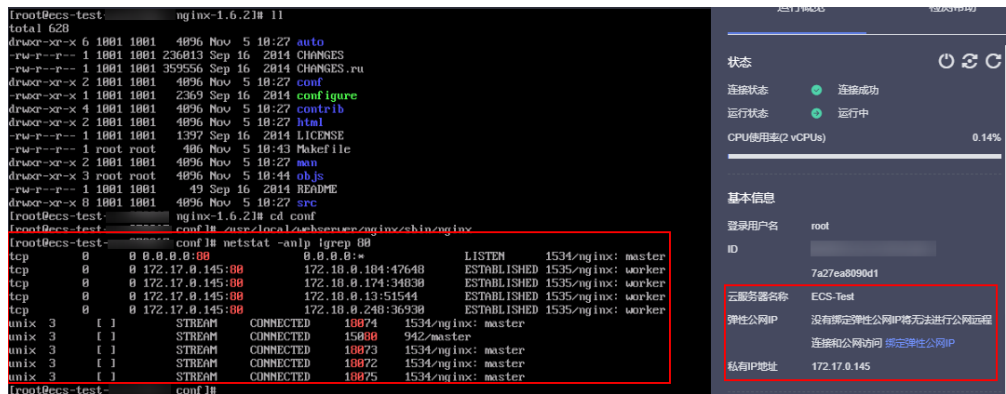 [root@ecs-test- nginx-1.6.2]# ll
total 628
drwxr-xr-x 6 1001 1001 4096 Nov 5 10:27 auto
-rw-r--r-- 1 1001 1001 236013 Sep 16 2014 CHANGES
-rw-r--r-- 1 1001 1001 359556 Sep 16 2014 CHANGES.ru
drwxr-xr-x 2 1001 1001 4096 Nov 5 10:27 conf
-rwxr-xr-x 1 1001 1001 2369 Sep 16 2014 configure
drwxr-xr-x 4 1001 1001 4096 Nov 5 10:27 contrib
drwxr-xr-x 2 1001 1001 4096 Nov 5 10:27 html
-rw-r--r-- 1 1001 1001 1397 Sep 16 2014 LICENSE
-rw-r--r-- 1 root root 406 Nov 5 10:43 Makefile
drwxr-xr-x 2 1001 1001 4096 Nov 5 10:27 man
drwxr-xr-x 3 root root 4096 Nov 5 10:44 objs
-rw-r--r-- 1 1001 1001 49 Sep 16 2014 README
drwxr-xr-x 8 1001 1001 4096 Nov 5 10:27 src
[root@ecs-test- nginx-1.6.2]# cd conf
[root@ecs-test- conf]# /usr/local/webserver/nginx/sbin/nginx
[root@ecs-test- conf]# netstat -anlp |grep 80
tcp 0 0 0.0.0.0:80 0.0.0.0:* LISTEN 1534/nginx: master
tcp 0 0 172.17.0.145:80 172.18.0.184:47648 ESTABLISHED 1535/nginx: worker
tcp 0 0 172.17.0.145:80 172.18.0.174:34830 ESTABLISHED 1535/nginx: worker
tcp 0 0 172.17.0.145:80 172.18.0.13:51544 ESTABLISHED 1535/nginx: worker
tcp 0 0 172.17.0.145:80 172.18.0.248:36930 ESTABLISHED 1535/nginx: worker
unix 3 [ ] STREAM CONNECTED 18074 1534/nginx: master
unix 3 [ ] STREAM CONNECTED 15080 942/master
unix 3 [ ] STREAM CONNECTED 18073 1534/nginx: master
unix 3 [ ] STREAM CONNECTED 18072 1534/nginx: master
unix 3 [ ] STREAM CONNECTED 18075 1534/nginx: master
[root@ecs-test- conf]#
运行概览 检测帮助
状态
连接状态 连接成功
运行状态 运行中
CPU使用率(2 vCPUs) 0.14%
基本信息
登录用户名 root
ID
7a27ea8090d1
云服务器名称 ECS-Test
弹性公网IP 没有绑定弹性公网IP将无法进行公网远程
连接和公网访问 绑定弹性公网IP
私有IP地址 172.17.0.145